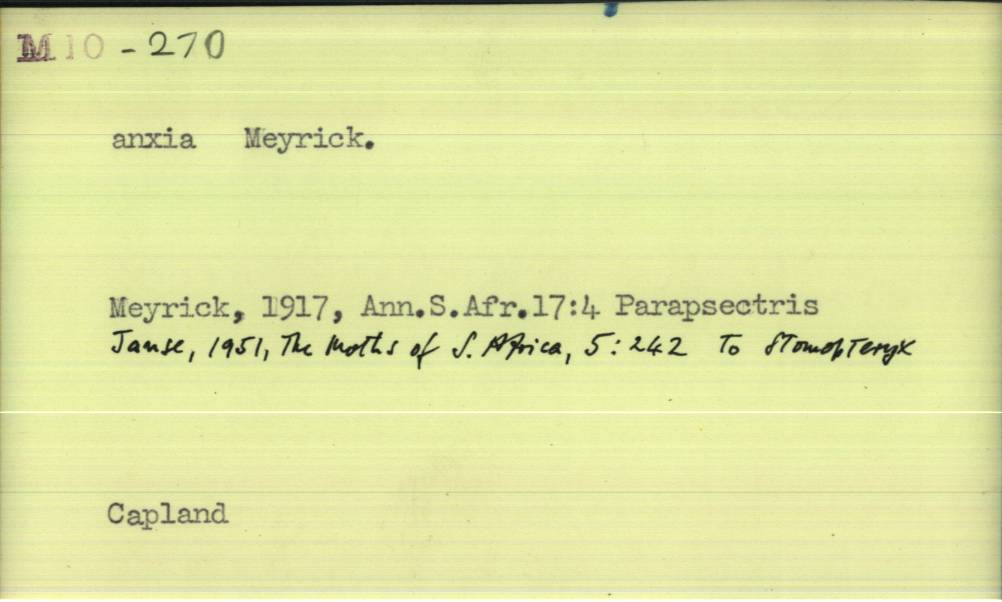 M10-270
anxia Meyrick.
Meyrick, 1917, Ann.S.Afr.17:4 Parapsectris
Janse, 1951, The Moths of S. Africa, 5:242 To Stomopteryx
Capland